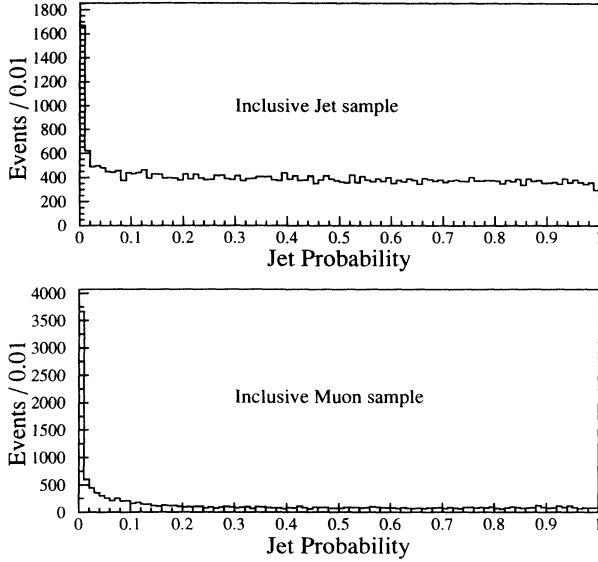 1800
1600
1400
1200
1000
800
600
400
200
0
Events / 0.01
Inclusive Jet sample
0 0.1 0.2 0.3 0.4 0.5 0.6 0.7 0.8 0.9 1
Jet Probability
4000
3500
3000
2500
2000
1500
1000
500
0
Events / 0.01
Inclusive Muon sample
0 0.1 0.2 0.3 0.4 0.5 0.6 0.7 0.8 0.9 1
Jet Probability